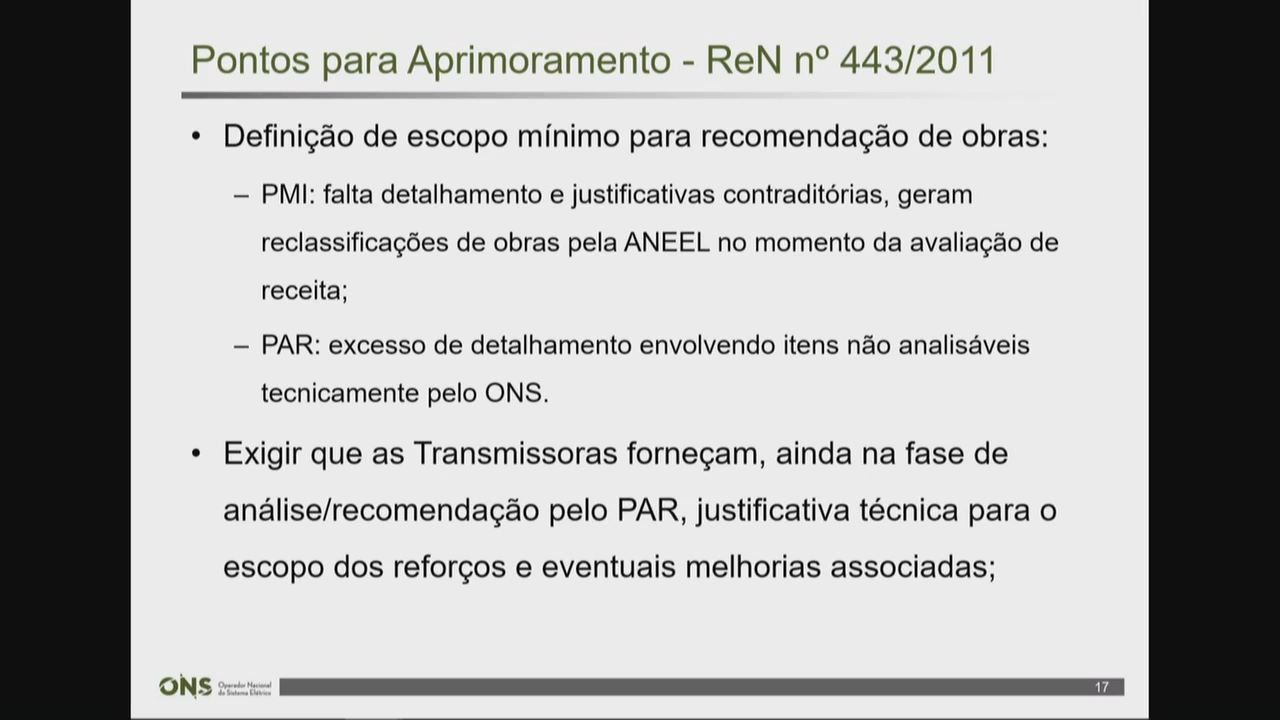 Pontos para Aprimoramento - ReN nº 443/2011
• Definição de escopo mínimo para recomendação de obras:
– PMI: falta detalhamento e justificativas contraditórias, geram
reclassificações de obras pela ANEEL no momento da avaliação de
receita;
– PAR: excesso de detalhamento envolvendo itens não analisáveis
tecnicamente pelo ONS.
• Exigir que as Transmissoras forneçam, ainda na fase de
análise/recomendação pelo PAR, justificativa técnica para o
escopo dos reforços e eventuais melhorias associadas;
ONS Operador Nacional
do Sistema Elétrico
17